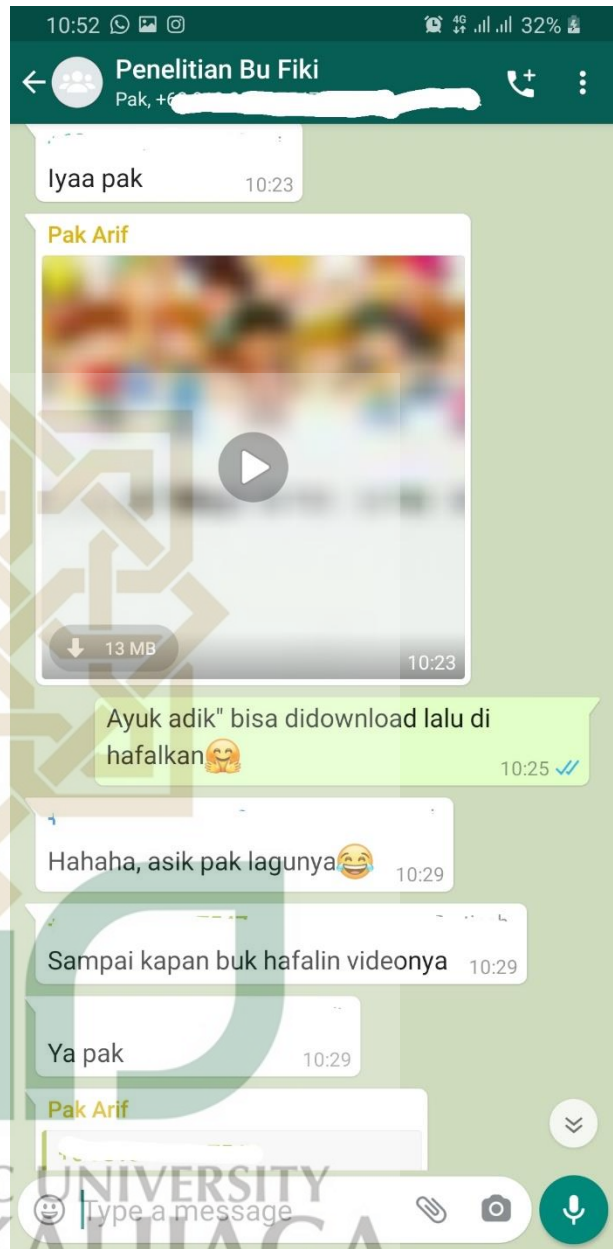 10:52
4G 32%
Penelitian Bu Fiki
Pak,
Iyaa pak
10:23
Pak Arif
13 MB
10:23
Ayuk adik" bisa didownload lalu di
hafalkan🤗
10:25
Hahaha, asik pak lagunya😂
10:29
Sampai kapan buk hafalin videonya
10:29
Ya pak
10:29
Pak Arif
UNIVERSITY
Type a message